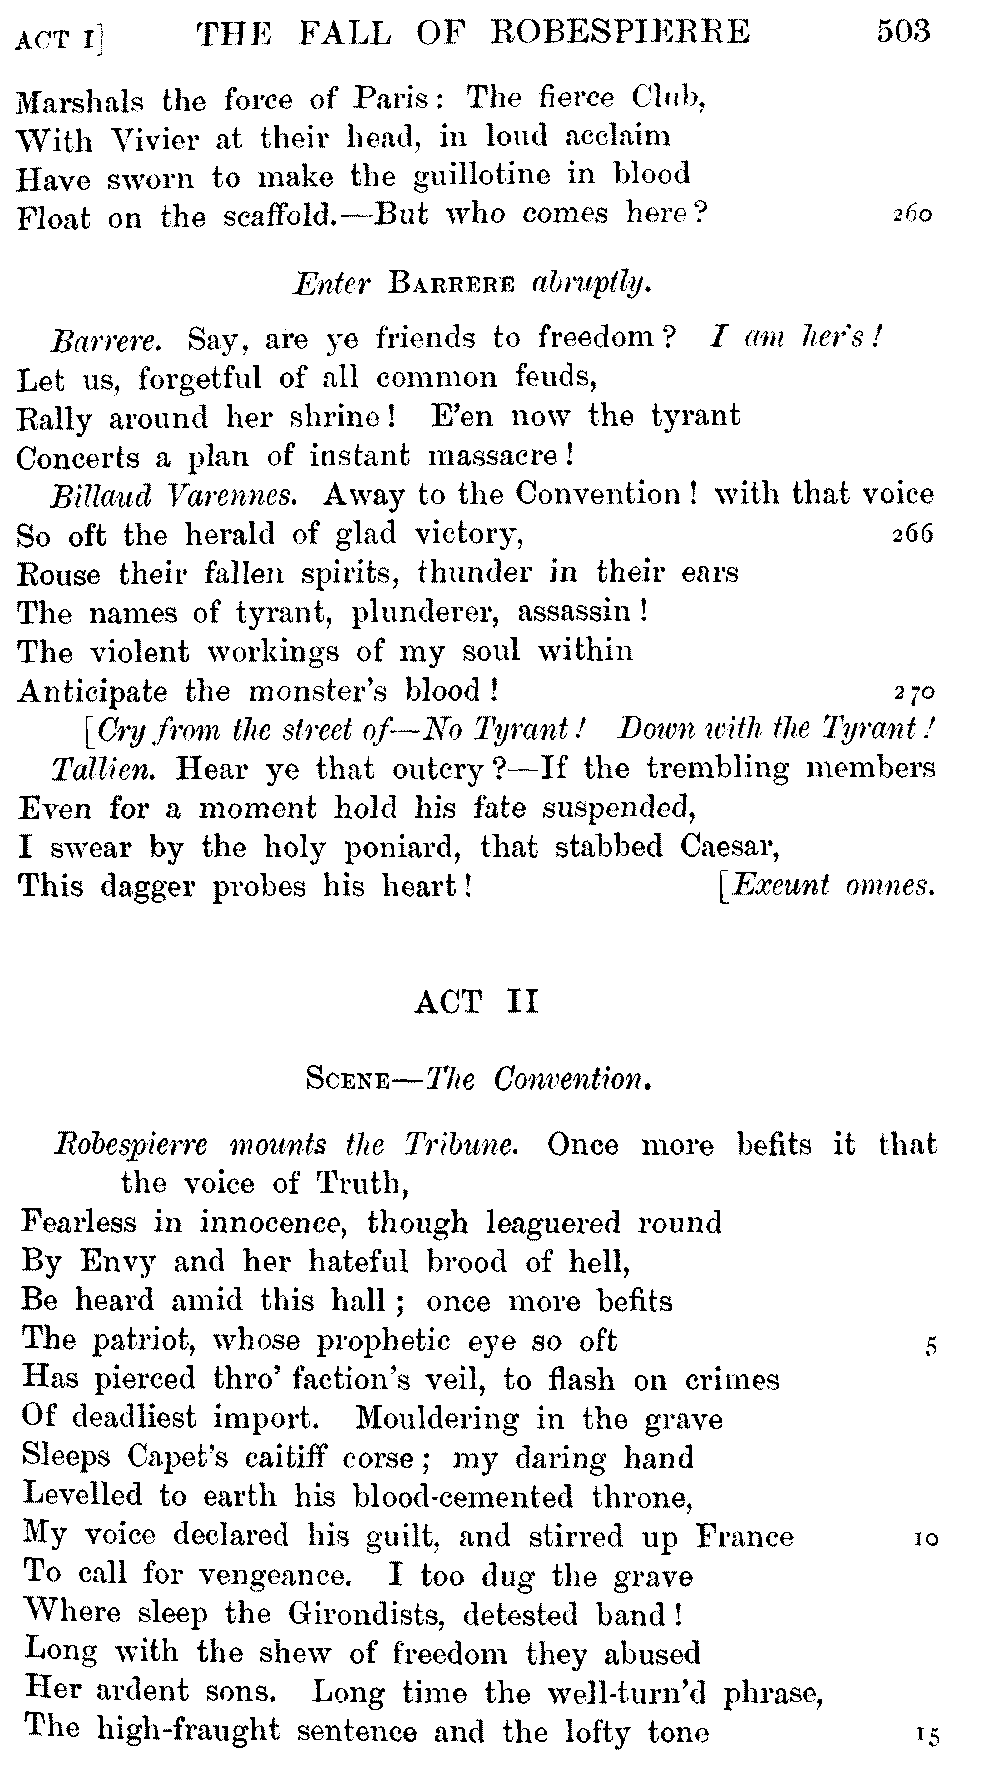 ACT I] THE FALL OF ROBESPIERRE 503
Marshals the force of Paris: The fierce Club,
With Vivier at their head, in loud acclaim
Have sworn to make the guillotine in blood
Float on the scaffold.—But who comes here? 260
Enter BARRERE abruptly.
Barrere. Say, are ye friends to freedom? I am her's!
Let us, forgetful of all common feuds,
Rally around her shrine! E'en now the tyrant
Concerts a plan of instant massacre!
Billaud Varennes. Away to the Convention! with that voice
So oft the herald of glad victory, 266
Rouse their fallen spirits, thunder in their ears
The names of tyrant, plunderer, assassin!
The violent workings of my soul within
Anticipate the monster's blood! 270
[Cry from the street of—No Tyrant! Down with the Tyrant!
Tallien. Hear ye that outcry?—If the trembling members
Even for a moment hold his fate suspended,
I swear by the holy poniard, that stabbed Caesar,
This dagger probes his heart! [Exeunt omnes.
ACT II
SCENE—The Convention.
Robespierre mounts the Tribune. Once more befits it that
the voice of Truth,
Fearless in innocence, though leaguered round
By Envy and her hateful brood of hell,
Be heard amid this hall; once more befits
The patriot, whose prophetic eye so oft 5
Has pierced thro' faction's veil, to flash on crimes
Of deadliest import. Mouldering in the grave
Sleeps Capet's caitiff corse; my daring hand
Levelled to earth his blood-cemented throne,
My voice declared his guilt, and stirred up France 10
To call for vengeance. I too dug the grave
Where sleep the Girondists, detested band!
Long with the shew of freedom they abused
Her ardent sons. Long time the well-turn'd phrase,
The high-fraught sentence and the lofty tone 15